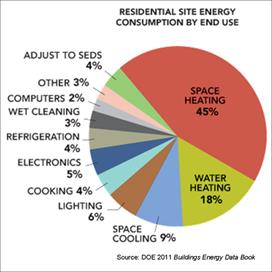 RESIDENTIAL SITE ENERGY
CONSUMPTION BY END USE
ADJUST TO SEDS
4%
OTHER 3%
COMPUTERS 2%
WET CLEANING
3%
REFRIGERATION
4%
ELECTRONICS
5%
COOKING 4%
LIGHTING
6%
SPACE
COOLING 9%
WATER
HEATING
18%
SPACE
HEATING
45%
Source: DOE 2011 Buildings Energy Data Book